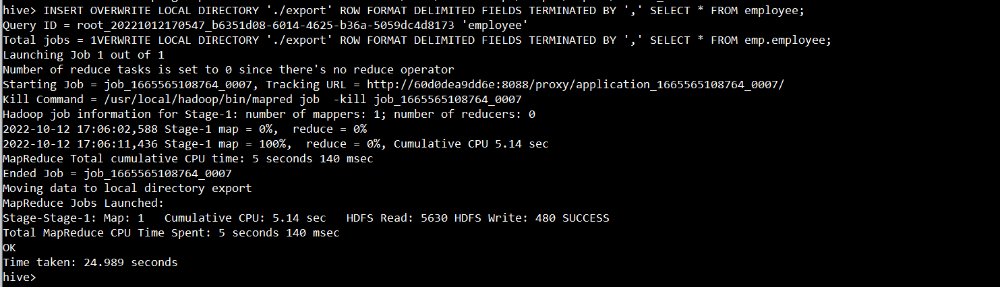 hive> INSERT OVERWRITE LOCAL DIRECTORY './export' ROW FORMAT DELIMITED FIELDS TERMINATED BY ',' SELECT * FROM employee;
Query ID = root_20221012170547_b6351d08-6014-4625-b36a-5059dc4d8173 'employee'
Total jobs = 1VERWRITE LOCAL DIRECTORY './export' ROW FORMAT DELIMITED FIELDS TERMINATED BY ',' SELECT * FROM emp.employee;
Launching Job 1 out of 1
Number of reduce tasks is set to 0 since there's no reduce operator
Starting Job = job_1665565108764_0007, Tracking URL = http://60d0dea9dd6e:8088/proxy/application_1665565108764_0007/
Kill Command = /usr/local/hadoop/bin/mapred job  -kill job_1665565108764_0007
Hadoop job information for Stage-1: number of mappers: 1; number of reducers: 0
2022-10-12 17:06:02,588 Stage-1 map = 0%,  reduce = 0%
2022-10-12 17:06:11,436 Stage-1 map = 100%,  reduce = 0%, Cumulative CPU 5.14 sec
MapReduce Total cumulative CPU time: 5 seconds 140 msec
Ended Job = job_1665565108764_0007
Moving data to local directory export
MapReduce Jobs Launched:
Stage-Stage-1: Map: 1   Cumulative CPU: 5.14 sec   HDFS Read: 5630 HDFS Write: 480 SUCCESS
Total MapReduce CPU Time Spent: 5 seconds 140 msec
OK
Time taken: 24.989 seconds
hive>